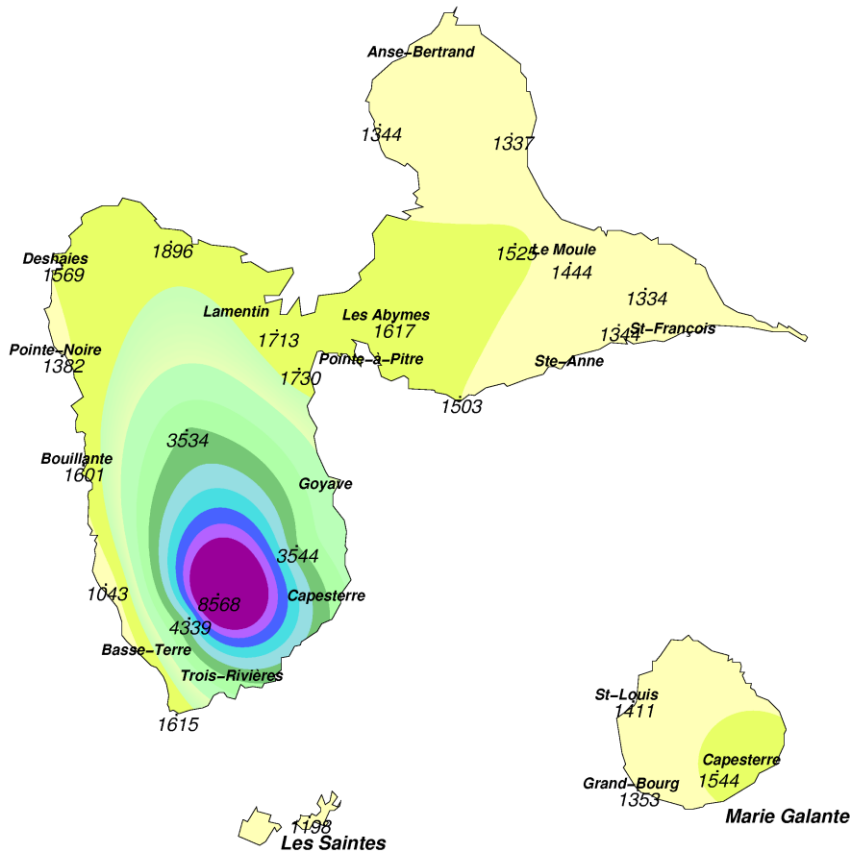 Anse-Bertrand
1344
1337
1896
1525
Le Moule
Deshaies
1569
1444
1334
Lamentin
Les Abymes
1713
1617
1344
St-François
Pointe-Noire
1382
Pointe-à-Pitre
Ste-Anne
1730
1503
3534
Bouillante
1601
Goyave
3544
1043
8568
Capesterre
4339
Basse-Terre
Trois-Rivières
1615
St-Louis
1411
Capesterre
1544
Grand-Bourg
1353
Marie Galante
1198
Les Saintes